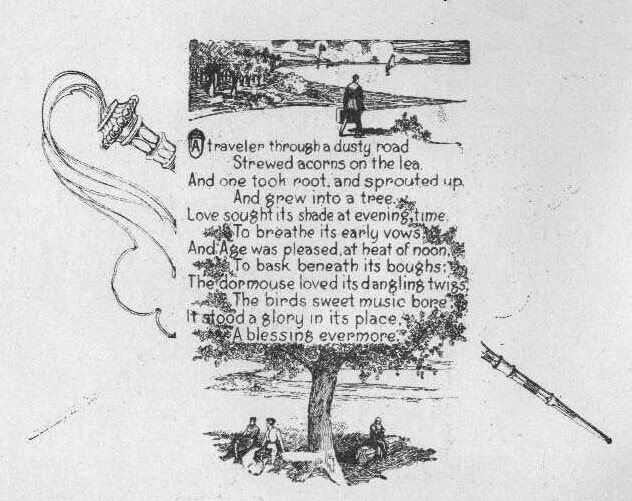 A traveler through a dusty road
Strewed acorns on the lea.
And one took root, and sprouted up,
And grew into a tree.
Love sought its shade at evening time,
To breathe its early vows,
And Age was pleased, at heat of noon,
To bask beneath its boughs:
The dormouse loved its dangling twigs,
The birds sweet music bore,
It stood a glory in its place,
A blessing evermore.